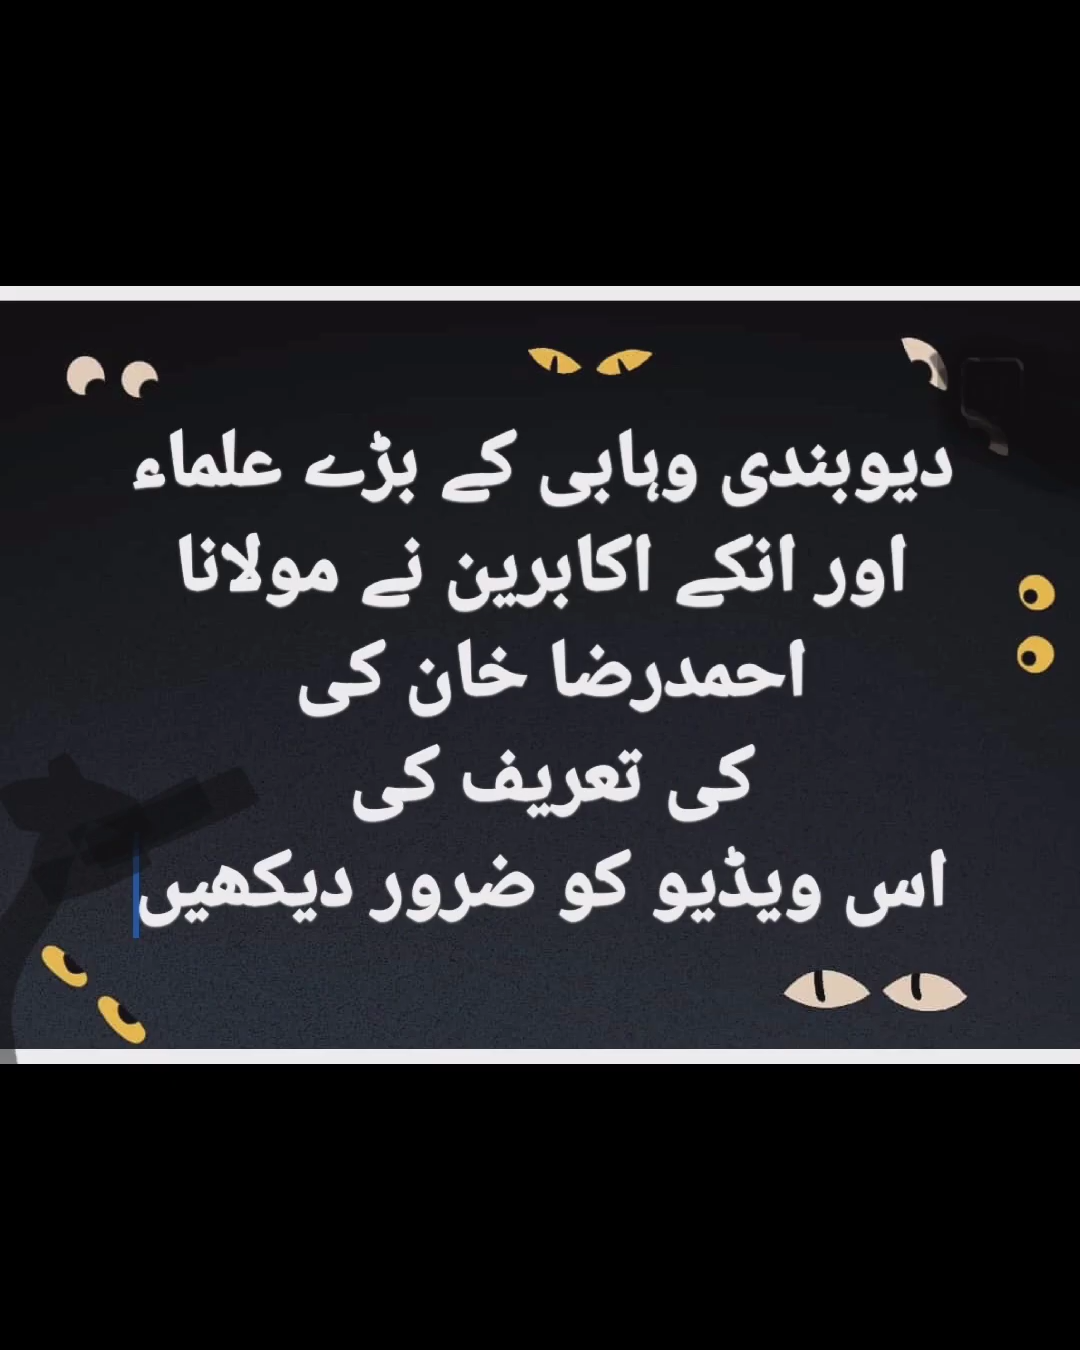 دیوبندی وہابی کے بڑے علماء
اور انکے اکابرین نے مولانا
احمدرضا خان کی
کی تعریف کی
اس ویڈیو کو ضرور دیکھیں